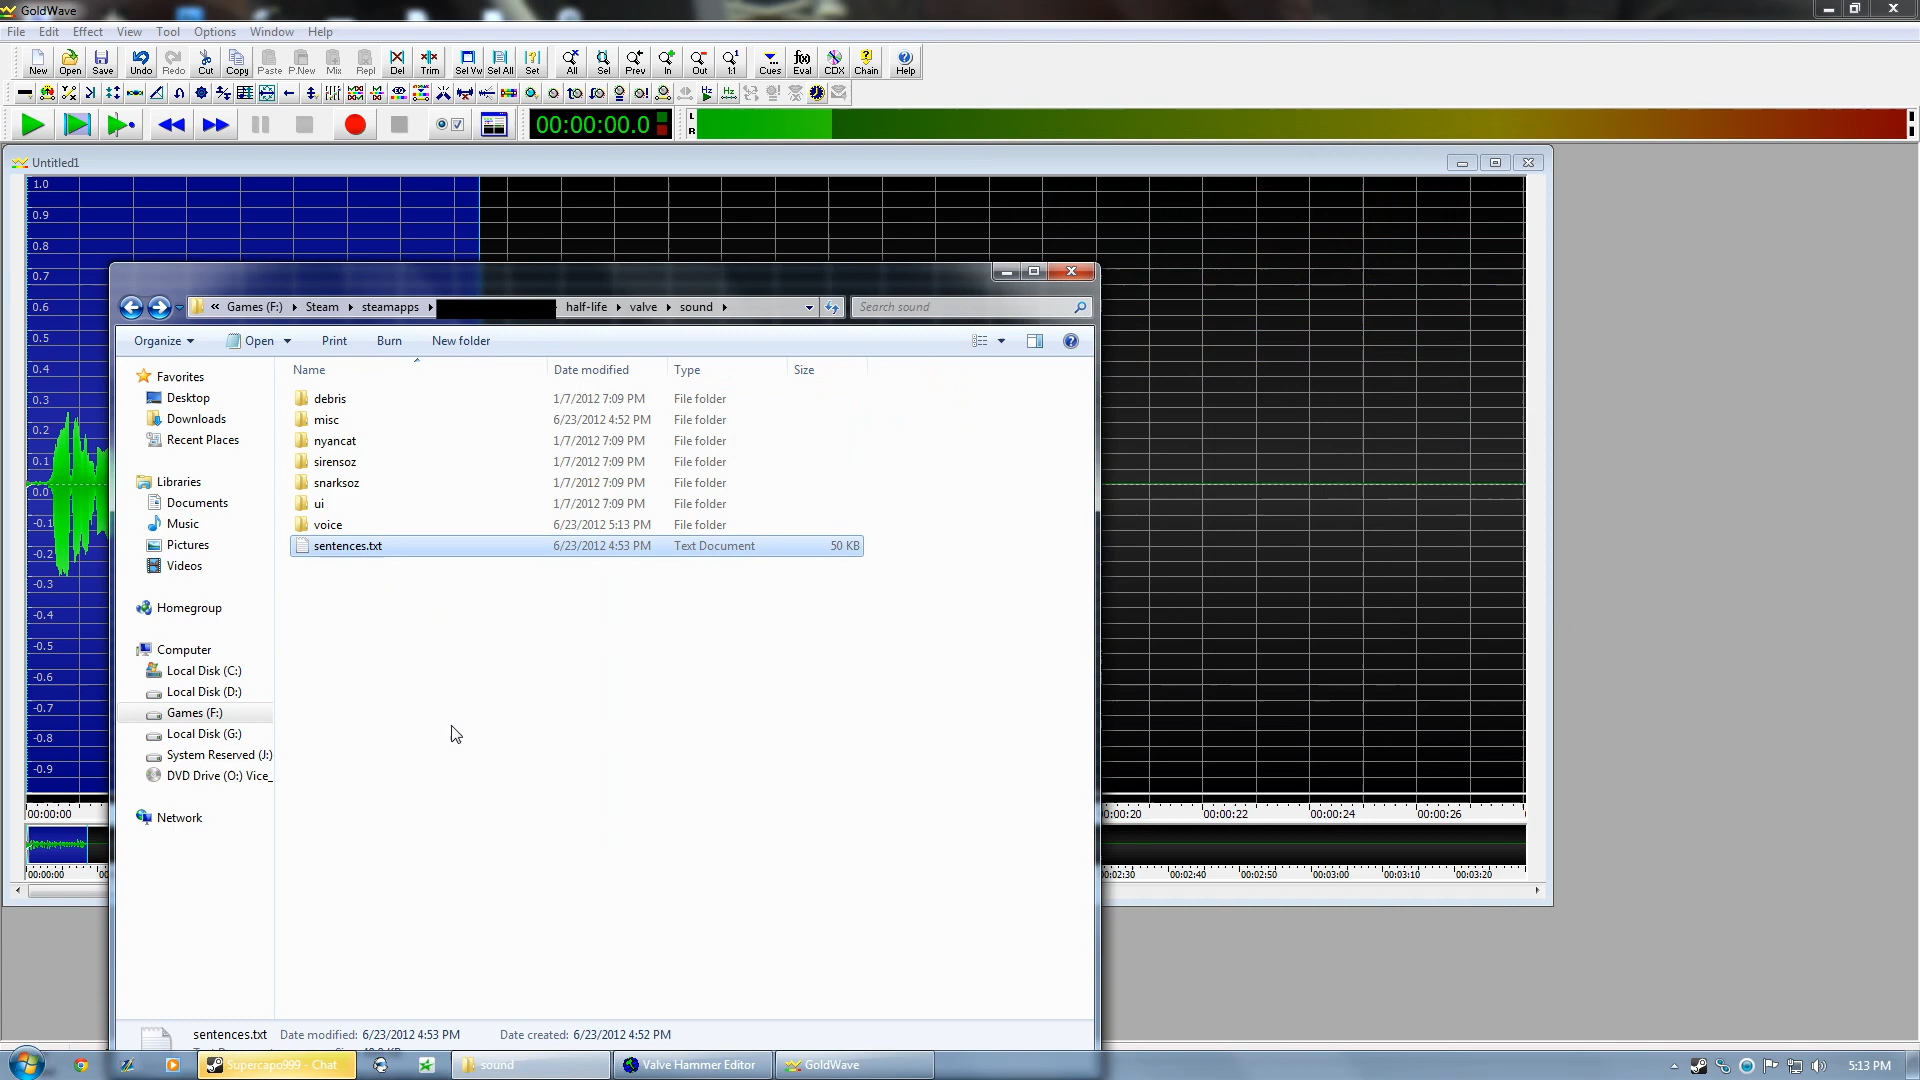 GoldWave
File Edit Effect View Tool Options Window Help
New Open Save Undo Redo Cut Copy Paste P.New Mix Repl Del Trim Sel Vw Sel All Set All Sel Prev In Out 1:1 Cues Eval CDX Chain Help
00:00:00.0
L
R
Untitled1
1.0
0.9
0.8
0.7
0.6
0.5
0.4
0.3
0.2
0.1
0.0
-0.1
-0.2
-0.3
-0.4
-0.5
-0.6
-0.7
-0.8
-0.9
Games (F:) Steam steamapps half-life valve sound Search sound
Organize Open Print Burn New folder
Name Date modified Type Size
Favorites
Desktop
Downloads
Recent Places
Libraries
Documents
Music
Pictures
Videos
Homegroup
Computer
Local Disk (C:)
Local Disk (D:)
Games (F:)
Local Disk (G:)
System Reserved (J:)
DVD Drive (O:) Vice_
Network
debris 1/7/2012 7:09 PM File folder
misc 6/23/2012 4:52 PM File folder
nyancat 1/7/2012 7:09 PM File folder
sirensoz 1/7/2012 7:09 PM File folder
snarksoz 1/7/2012 7:09 PM File folder
ui 1/7/2012 7:09 PM File folder
voice 6/23/2012 5:13 PM File folder
sentences.txt 6/23/2012 4:53 PM Text Document 50 KB
00:00:00 00:00:22 00:00:24 00:00:26
00:00:00 00:02:40 00:02:50 00:03:00 00:03:10 00:03:20
sentences.txt Date modified: 6/23/2012 4:53 PM Date created: 6/23/2012 4:52 PM
Supercapo999 - Chat sound Valve Hammer Editor GoldWave 5:13 PM